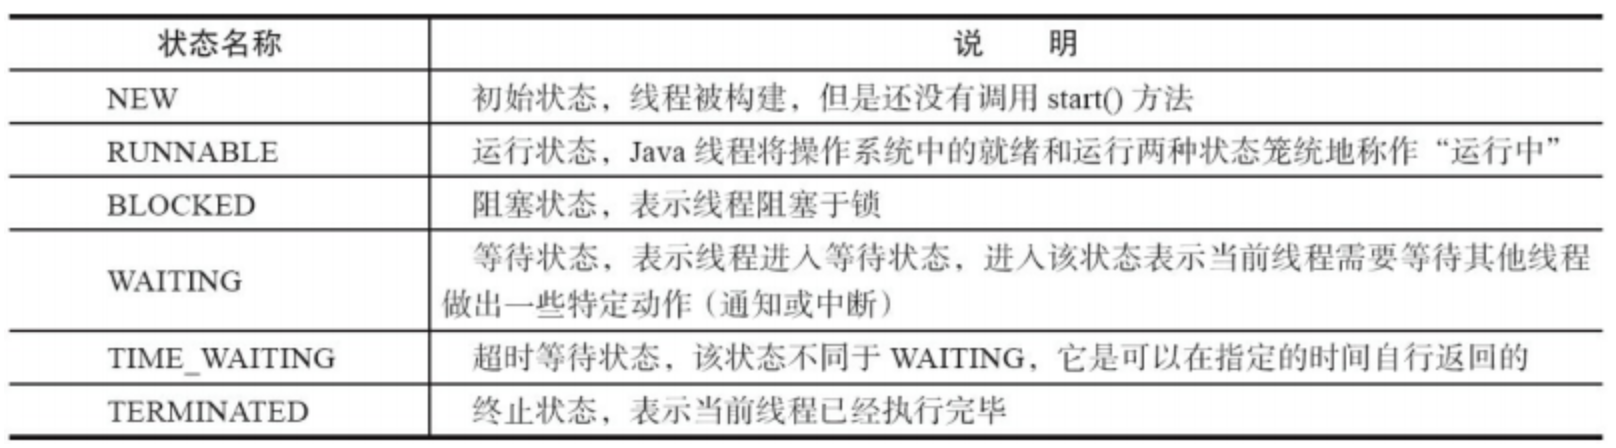 状态名称 说 明
NEW 初始状态，线程被构建，但是还没有调用 start() 方法
RUNNABLE 运行状态，Java 线程将操作系统中的就绪和运行两种状态笼统地称作“运行中”
BLOCKED 阻塞状态，表示线程阻塞于锁
WAITING 等待状态，表示线程进入等待状态，进入该状态表示当前线程需要等待其他线程
做出一些特定动作（通知或中断）
TIME_WAITING 超时等待状态，该状态不同于 WAITING，它是可以在指定的时间自行返回的
TERMINATED 终止状态，表示当前线程已经执行完毕